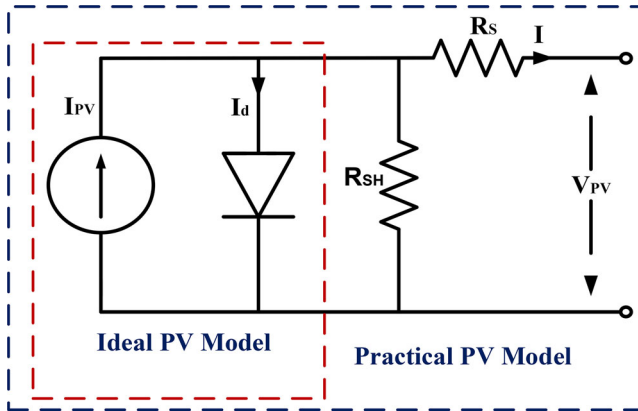 RS
I
IPV
Id
RSH
VPV
Ideal PV Model
Practical PV Model